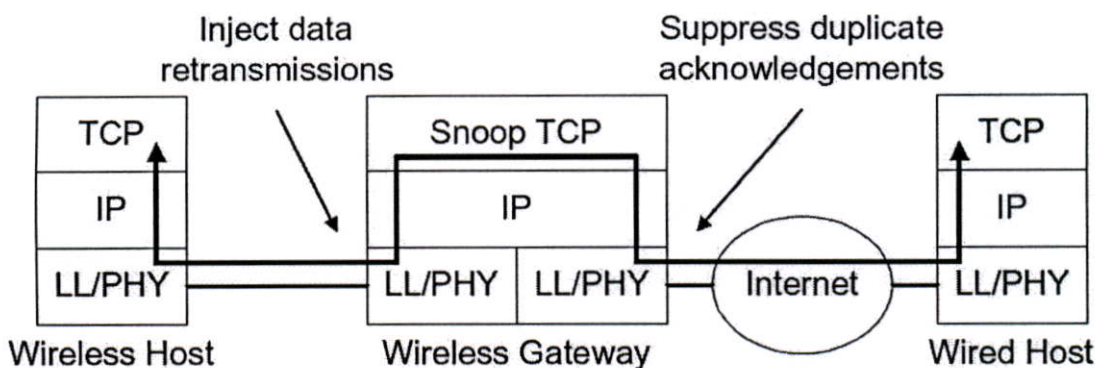 Inject data
retransmissions
Suppress duplicate
acknowledgements
TCP
Snoop TCP
TCP
IP
IP
IP
LL/PHY
LL/PHY
LL/PHY
Internet
LL/PHY
Wireless Host
Wireless Gateway
Wired Host